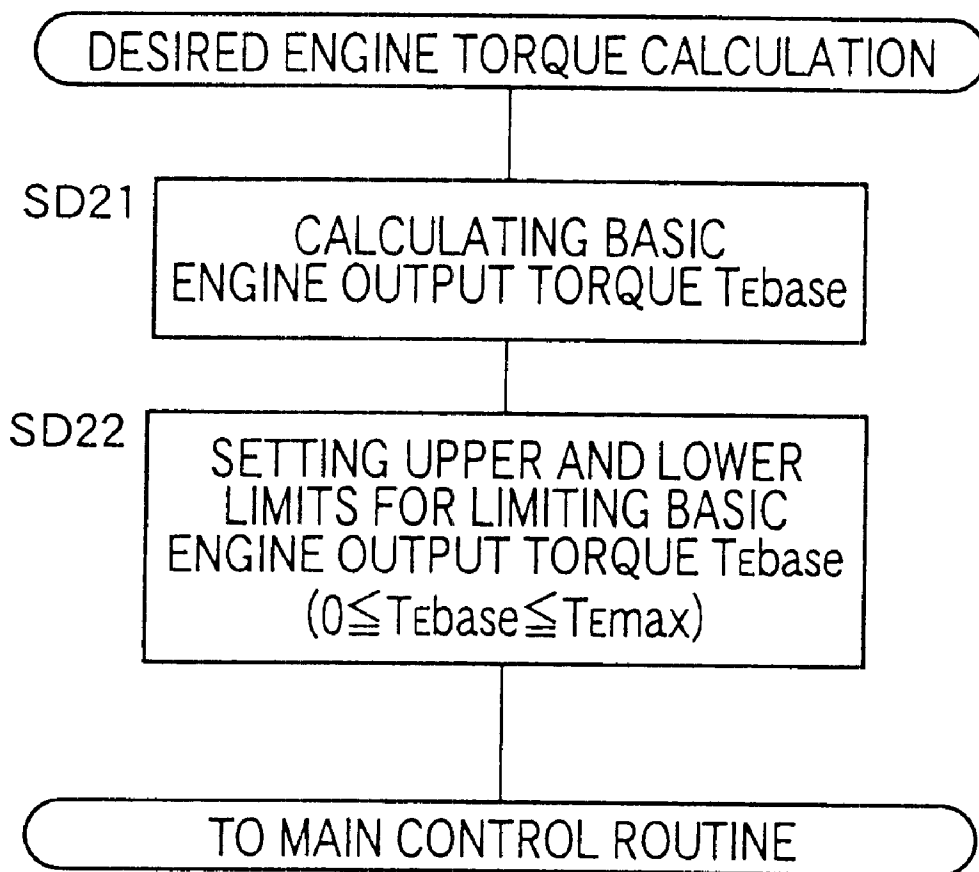 DESIRED ENGINE TORQUE CALCULATION
SD21
CALCULATING BASIC
ENGINE OUTPUT TORQUE TEbase
SD22
SETTING UPPER AND LOWER
LIMITS FOR LIMITING BASIC
ENGINE OUTPUT TORQUE TEbase
(0≦TEbase≦TEmax)
TO MAIN CONTROL ROUTINE